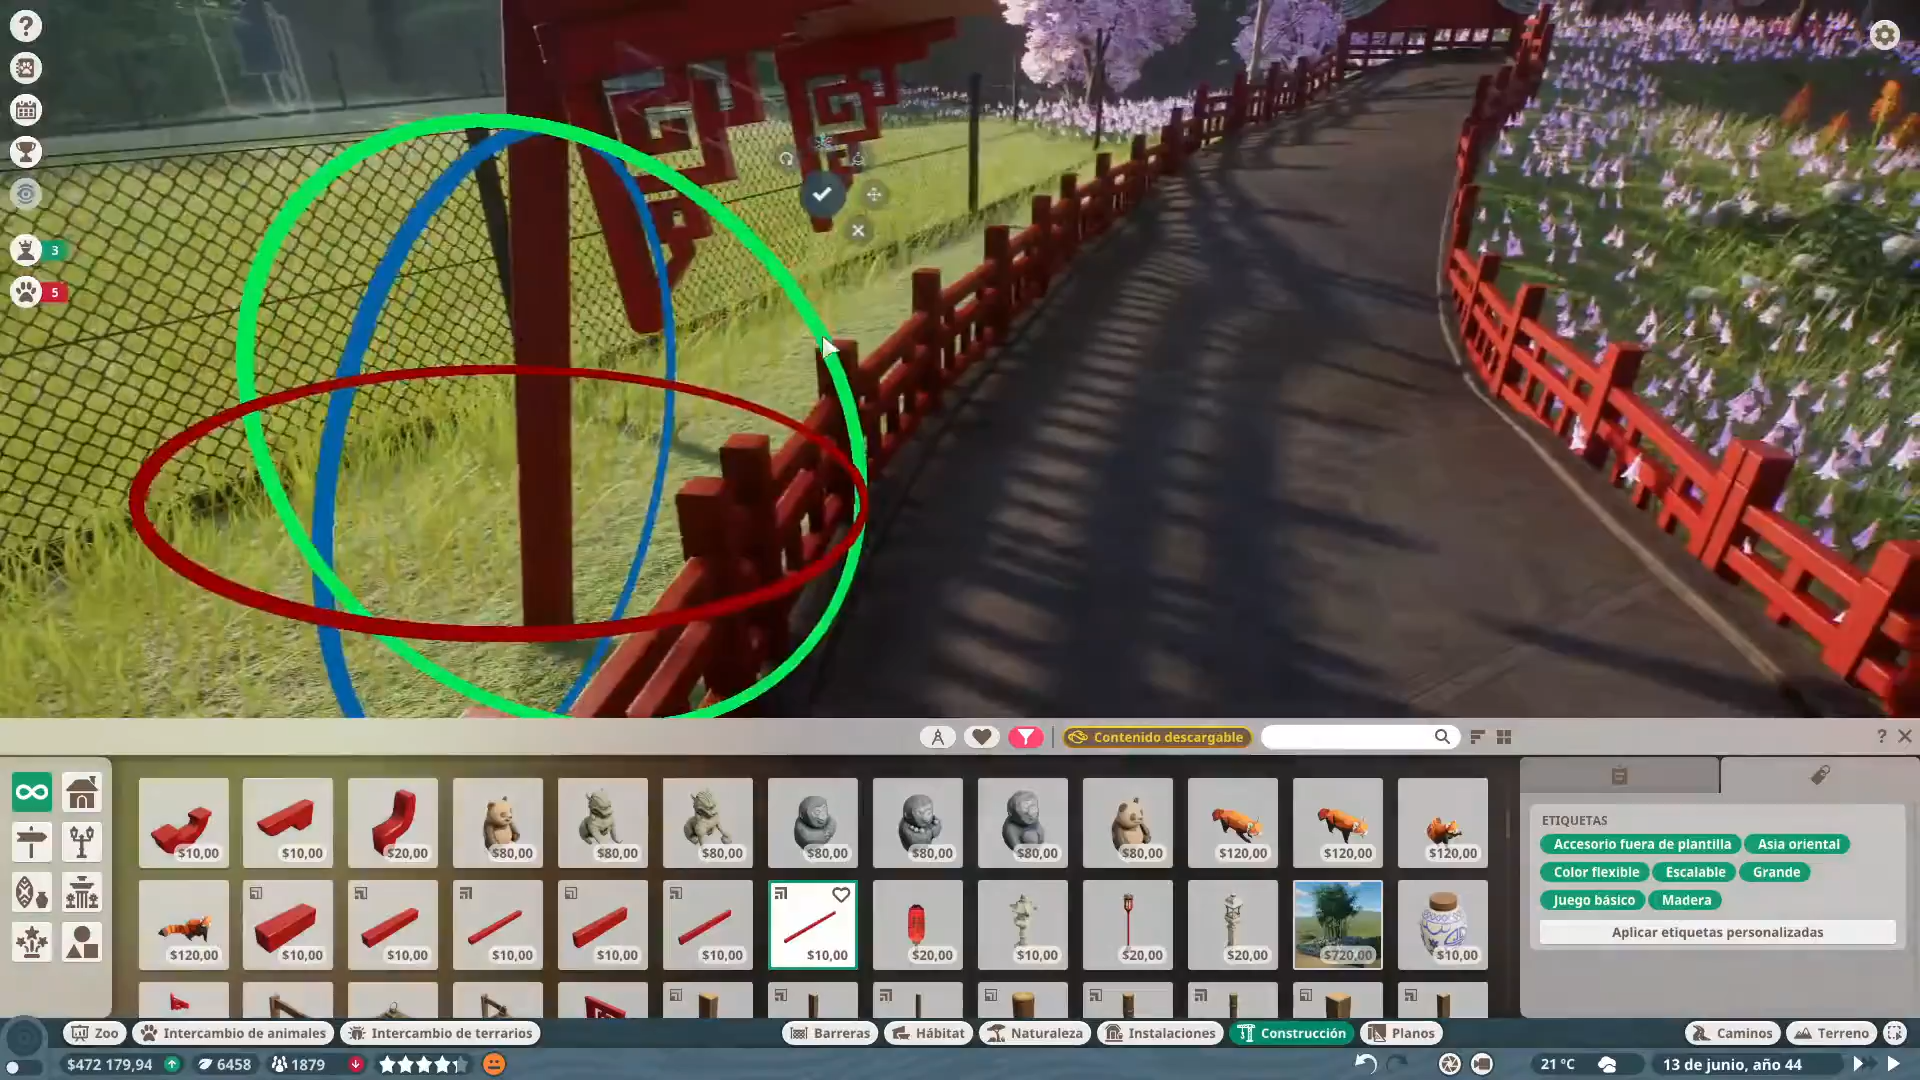 ?
3
5
Contenido descargable
?
$10,00 $10,00 $20,00 $80,00 $80,00 $80,00 $80,00 $80,00 $80,00 $80,00 $120,00 $120,00 $120,00
$120,00 $10,00 $10,00 $10,00 $10,00 $10,00 $10,00 $20,00 $10,00 $20,00 $20,00 $720,00 $10,00
ETIQUETAS
Accesorio fuera de plantilla Asia oriental
Color flexible Escalable Grande
Juego básico Madera
Aplicar etiquetas personalizadas
Zoo Intercambio de animales Intercambio de terrarios Barreras Hábitat Naturaleza Instalaciones Construcción Planos Caminos Terreno
$472 179,94 6458 1879 21 °C 13 de junio, año 44